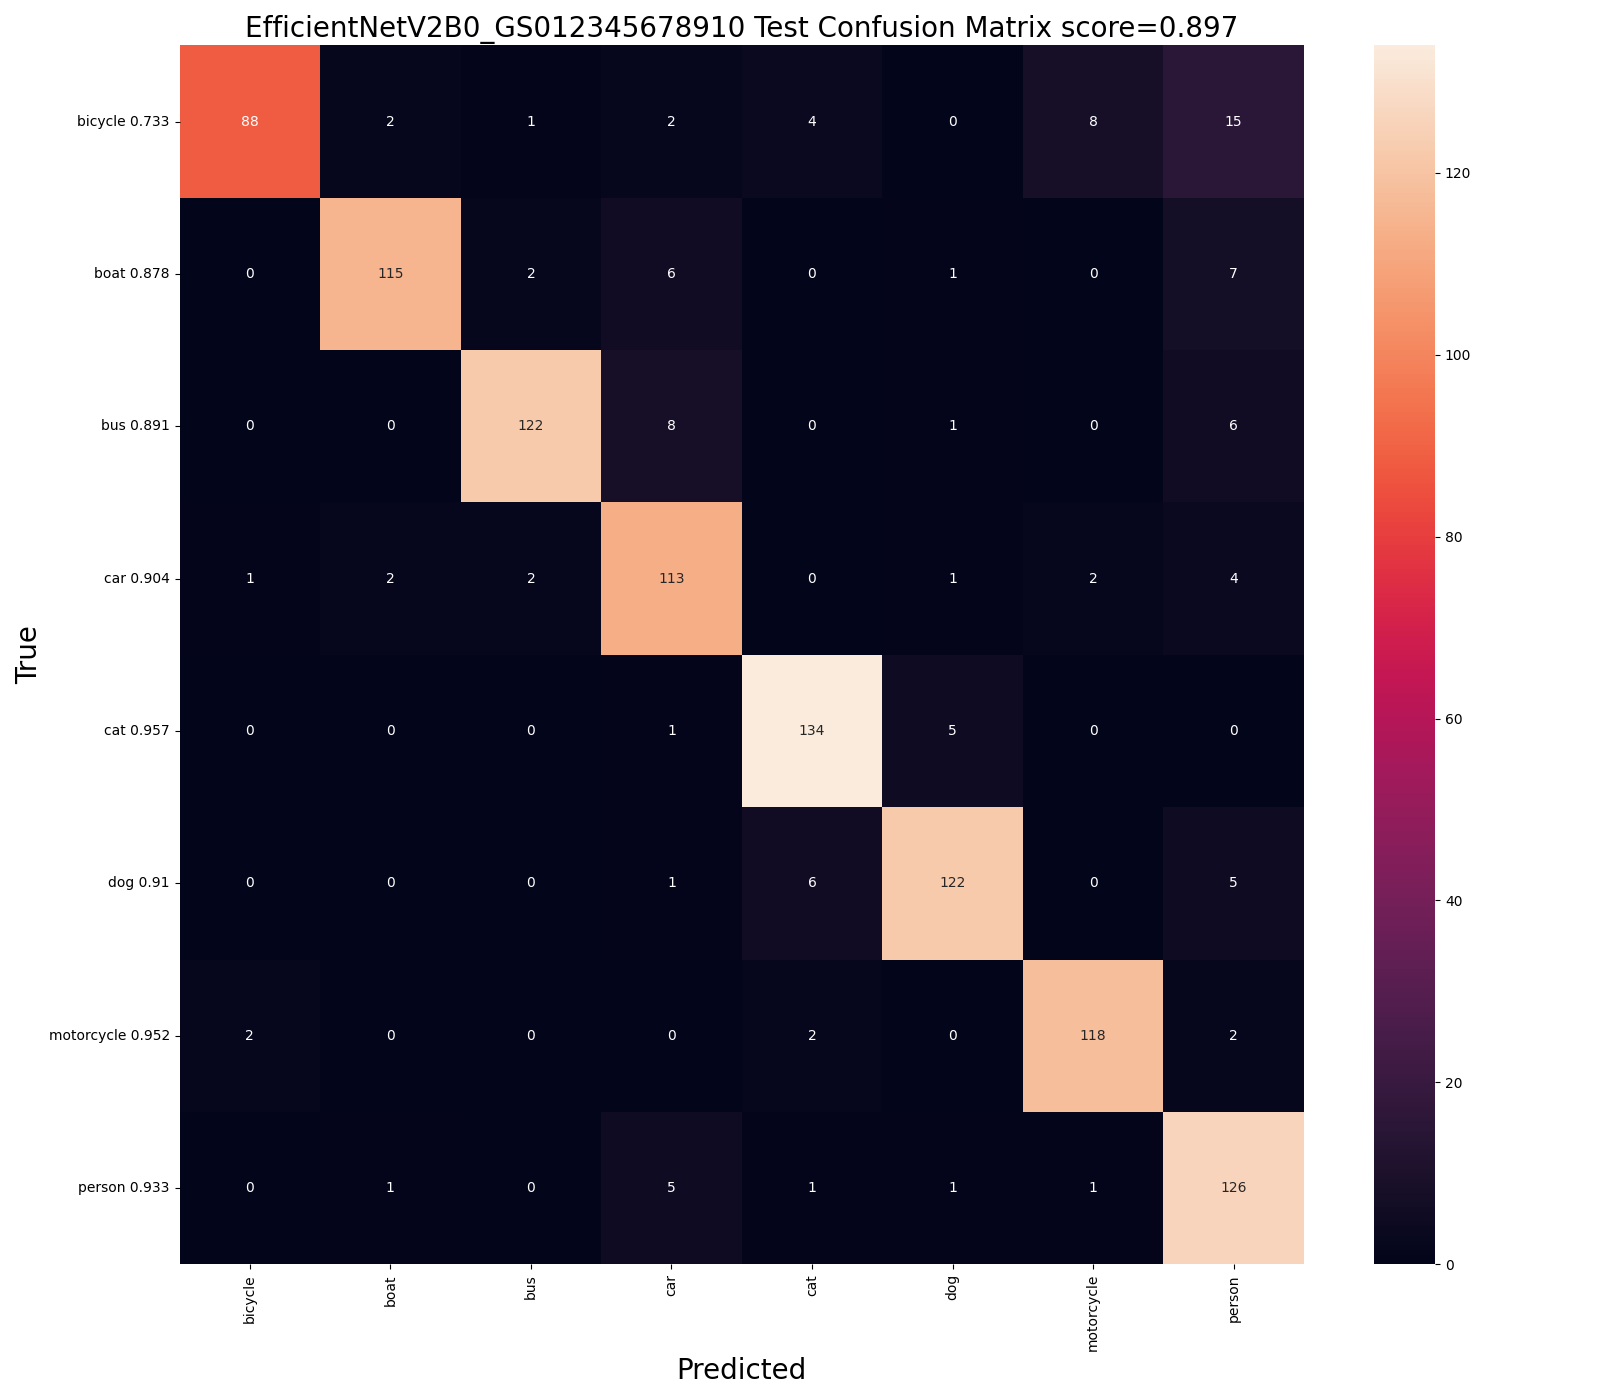 EfficientNetV2B0_GS012345678910 Test Confusion Matrix score=0.897
bicycle 0.733 88 2 1 2 4 0 8 15
boat 0.878 0 115 2 6 0 1 0 7
bus 0.891 0 0 122 8 0 1 0 6
car 0.904 1 2 2 113 0 1 2 4
cat 0.957 0 0 0 1 134 5 0 0
dog 0.91 0 0 0 1 6 122 0 5
motorcycle 0.952 2 0 0 0 2 0 118 2
person 0.933 0 1 0 5 1 1 1 126
True
bicycle boat bus car cat dog motorcycle person
Predicted
120
100
80
60
40
20
0